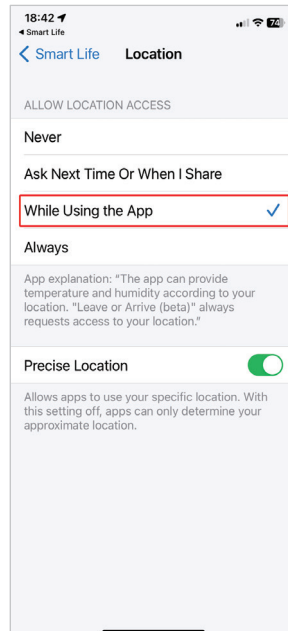 18:42
74
◀ Smart Life
Smart Life
Location
ALLOW LOCATION ACCESS
Never
Ask Next Time Or When I Share
While Using the App
Always
App explanation: “The app can provide
temperature and humidity according to your
location. "Leave or Arrive (beta)" always
requests access to your location.”
Precise Location
Allows apps to use your specific location. With
this setting off, apps can only determine your
approximate location.